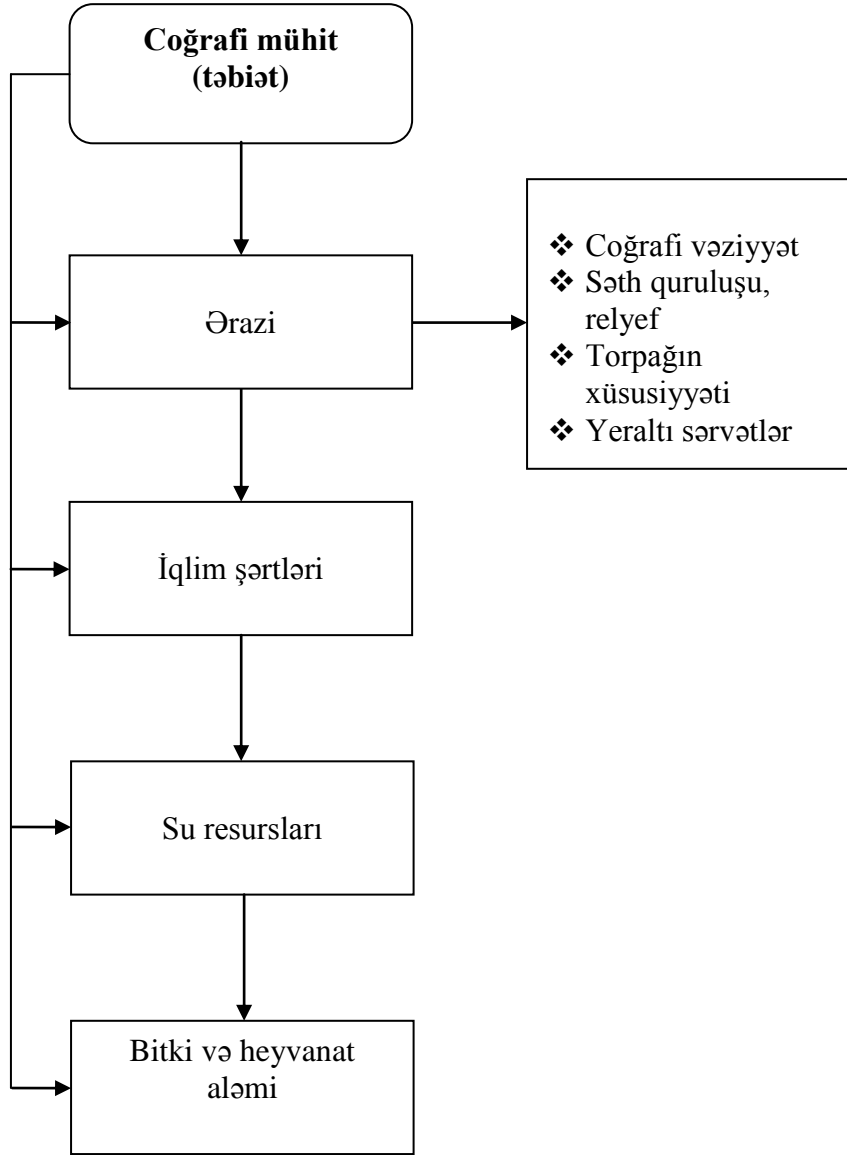 Coğrafi mühit
(təbiət)
Ərazi
❖ Coğrafi vəziyyət
❖ Səth quruluşu,
relyef
❖ Torpağın
xüsusiyyəti
❖ Yeraltı sərvətlər
İqlim şərtləri
Su resursları
Bitki və heyvanat
aləmi